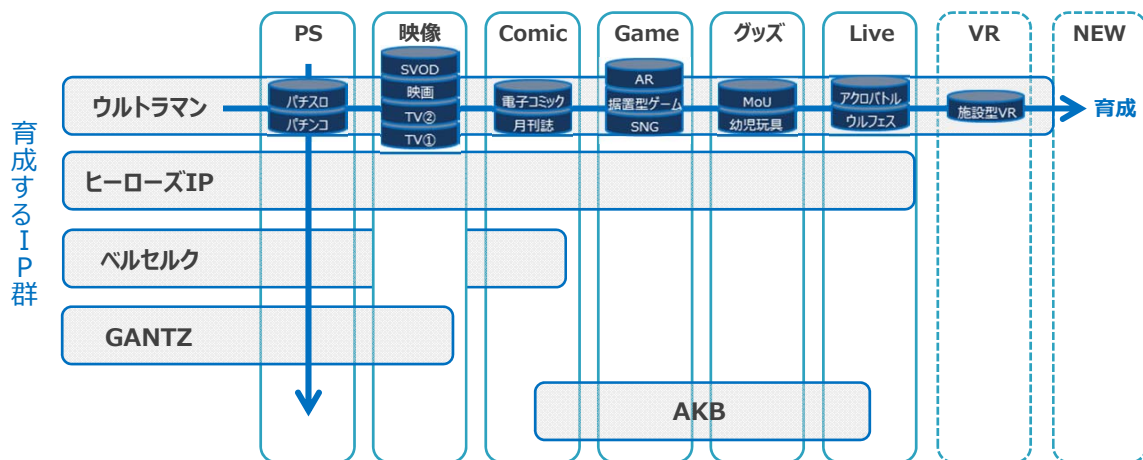 PS
映像
Comic
Game
グッズ
Live
VR
NEW
育成するIP群
ウルトラマン
パチスロ
パチンコ
SVOD
映画
TV②
TV①
電子コミック
月刊誌
AR
据置型ゲーム
SNG
MoU
幼児玩具
アクロバトル
ウルフェス
施設型VR
育成
ヒーローズIP
ベルセルク
GANTZ
AKB